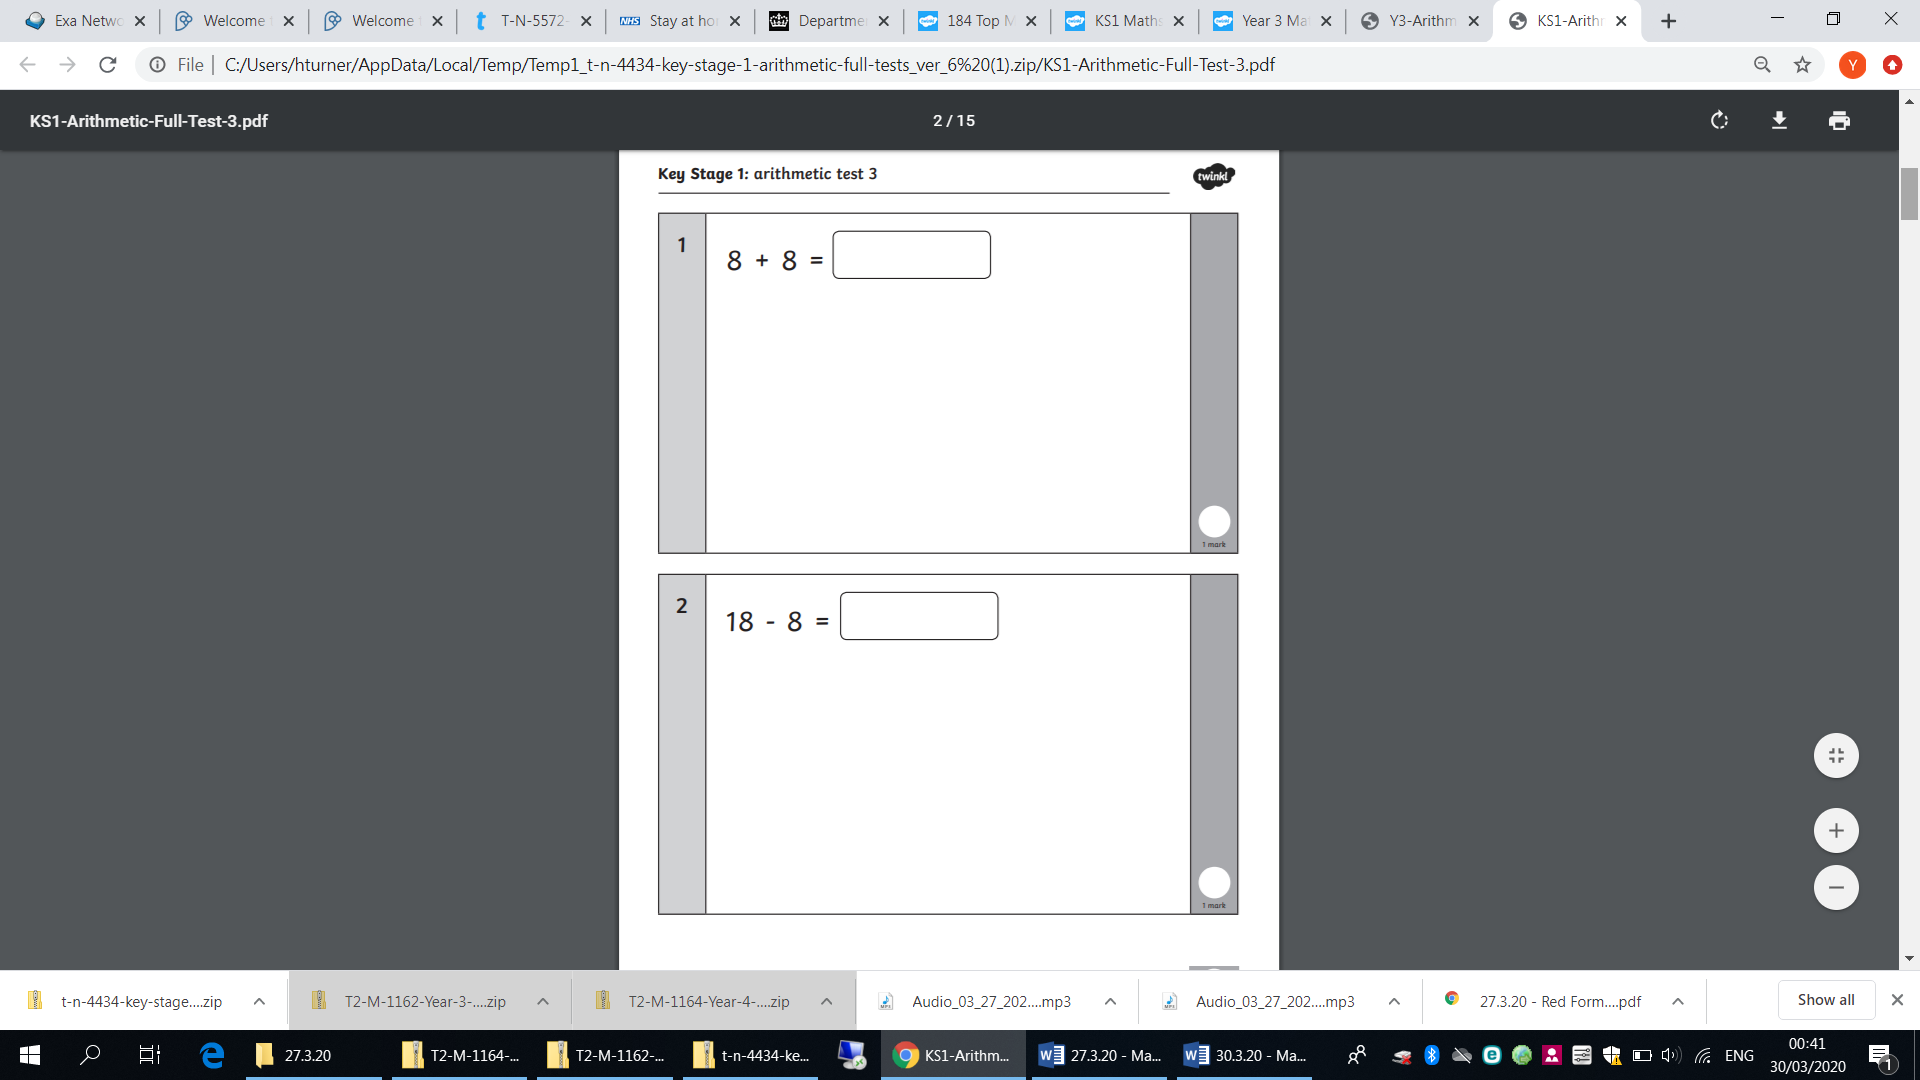 Exa Netwo
Welcome
Welcome
T-N-5572-
Stay at ho
Departme
184 Top M
KS1 Maths
Year 3 Ma
Y3-Arithm
KS1-Arith
File
C:/Users/hturner/AppData/Local/Temp/Temp1_t-n-4434-key-stage-1-arithmetic-full-tests_ver_6%20(1).zip/KS1-Arithmetic-Full-Test-3.pdf
Y
KS1-Arithmetic-Full-Test-3.pdf
2 / 15
Key Stage 1: arithmetic test 3
twinkl
1
8 + 8 =
1 mark
2
18 - 8 =
1 mark
t-n-4434-key-stage....zip
T2-M-1162-Year-3-....zip
T2-M-1164-Year-4-....zip
Audio_03_27_202....mp3
Audio_03_27_202....mp3
27.3.20 - Red Form....pdf
Show all
27.3.20
T2-M-1164-...
T2-M-1162-...
t-n-4434-ke...
KS1-Arithm...
27.3.20 - Ma...
30.3.20 - Ma...
ENG
00:41
30/03/2020
1